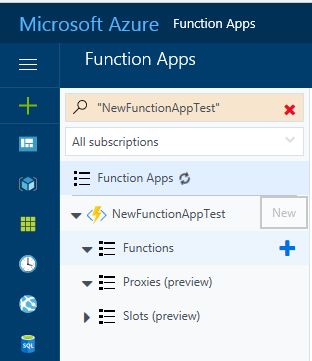 Microsoft Azure Function Apps
Function Apps
"NewFunctionAppTest"
All subscriptions
Function Apps
NewFunctionAppTest
New
Functions
Proxies (preview)
Slots (preview)
SQL